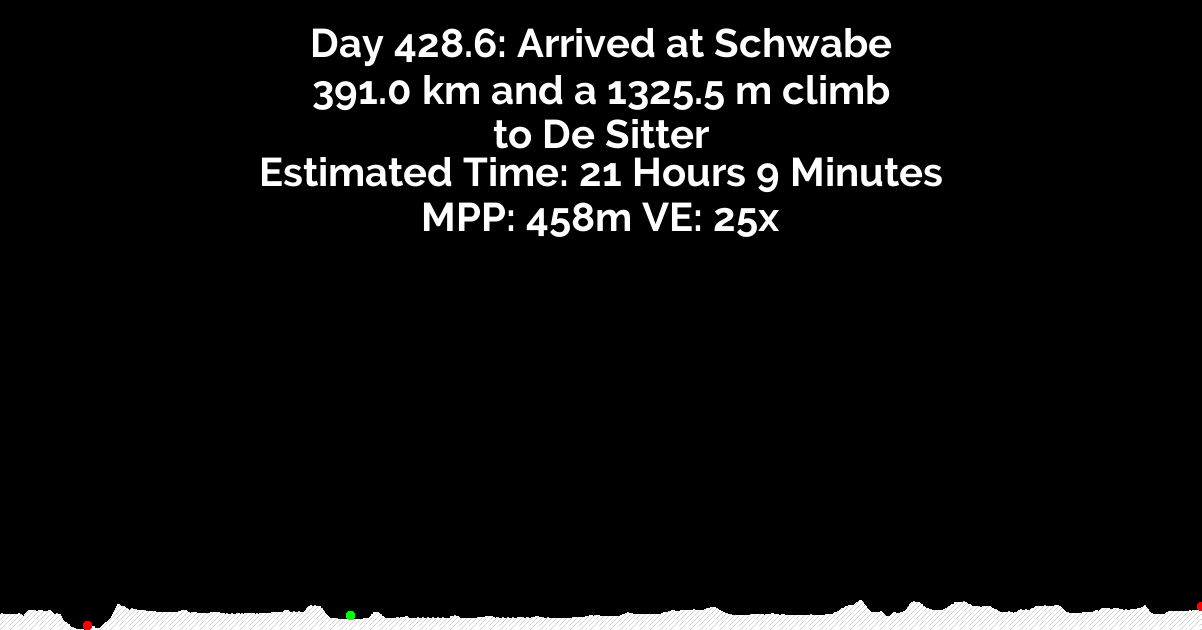 Day 428.6: Arrived at Schwabe
391.0 km and a 1325.5 m climb
to De Sitter
Estimated Time: 21 Hours 9 Minutes
MPP: 458m VE: 25x